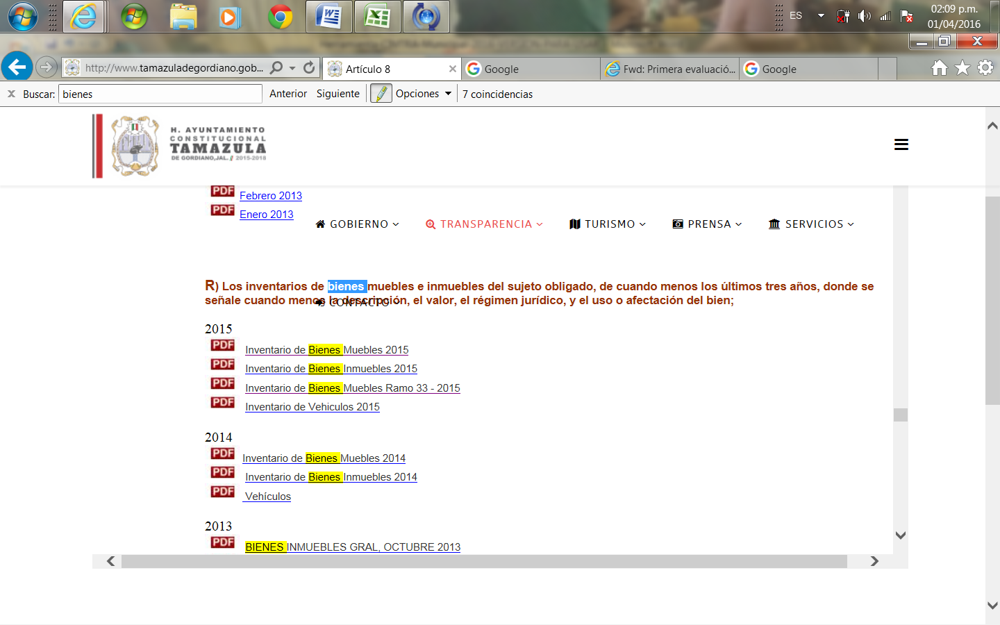 ES
02:09 p.m.
01/04/2016
http://www.tamazuladegordiano.gob...
Artículo 8
Google
Fwd: Primera evaluació...
Google
x Buscar: bienes
Anterior Siguiente
Opciones
7 coincidencias
H. AYUNTAMIENTO
CONSTITUCIONAL
TAMAZULA
DE GORDIANO, JAL. 2015-2018
PDF Febrero 2013
PDF Enero 2013
GOBIERNO
TRANSPARENCIA
TURISMO
PRENSA
SERVICIOS
R) Los inventarios de bienes muebles e inmuebles del sujeto obligado, de cuando menos los últimos tres años, donde se
señale cuando menos la descripción, el valor, el régimen jurídico, y el uso o afectación del bien;
CONTACTO
2015
PDF Inventario de Bienes Muebles 2015
PDF Inventario de Bienes Inmuebles 2015
PDF Inventario de Bienes Muebles Ramo 33 - 2015
PDF Inventario de Vehiculos 2015
2014
PDF Inventario de Bienes Muebles 2014
PDF Inventario de Bienes Inmuebles 2014
PDF Vehículos
2013
PDF BIENES INMUEBLES GRAL, OCTUBRE 2013